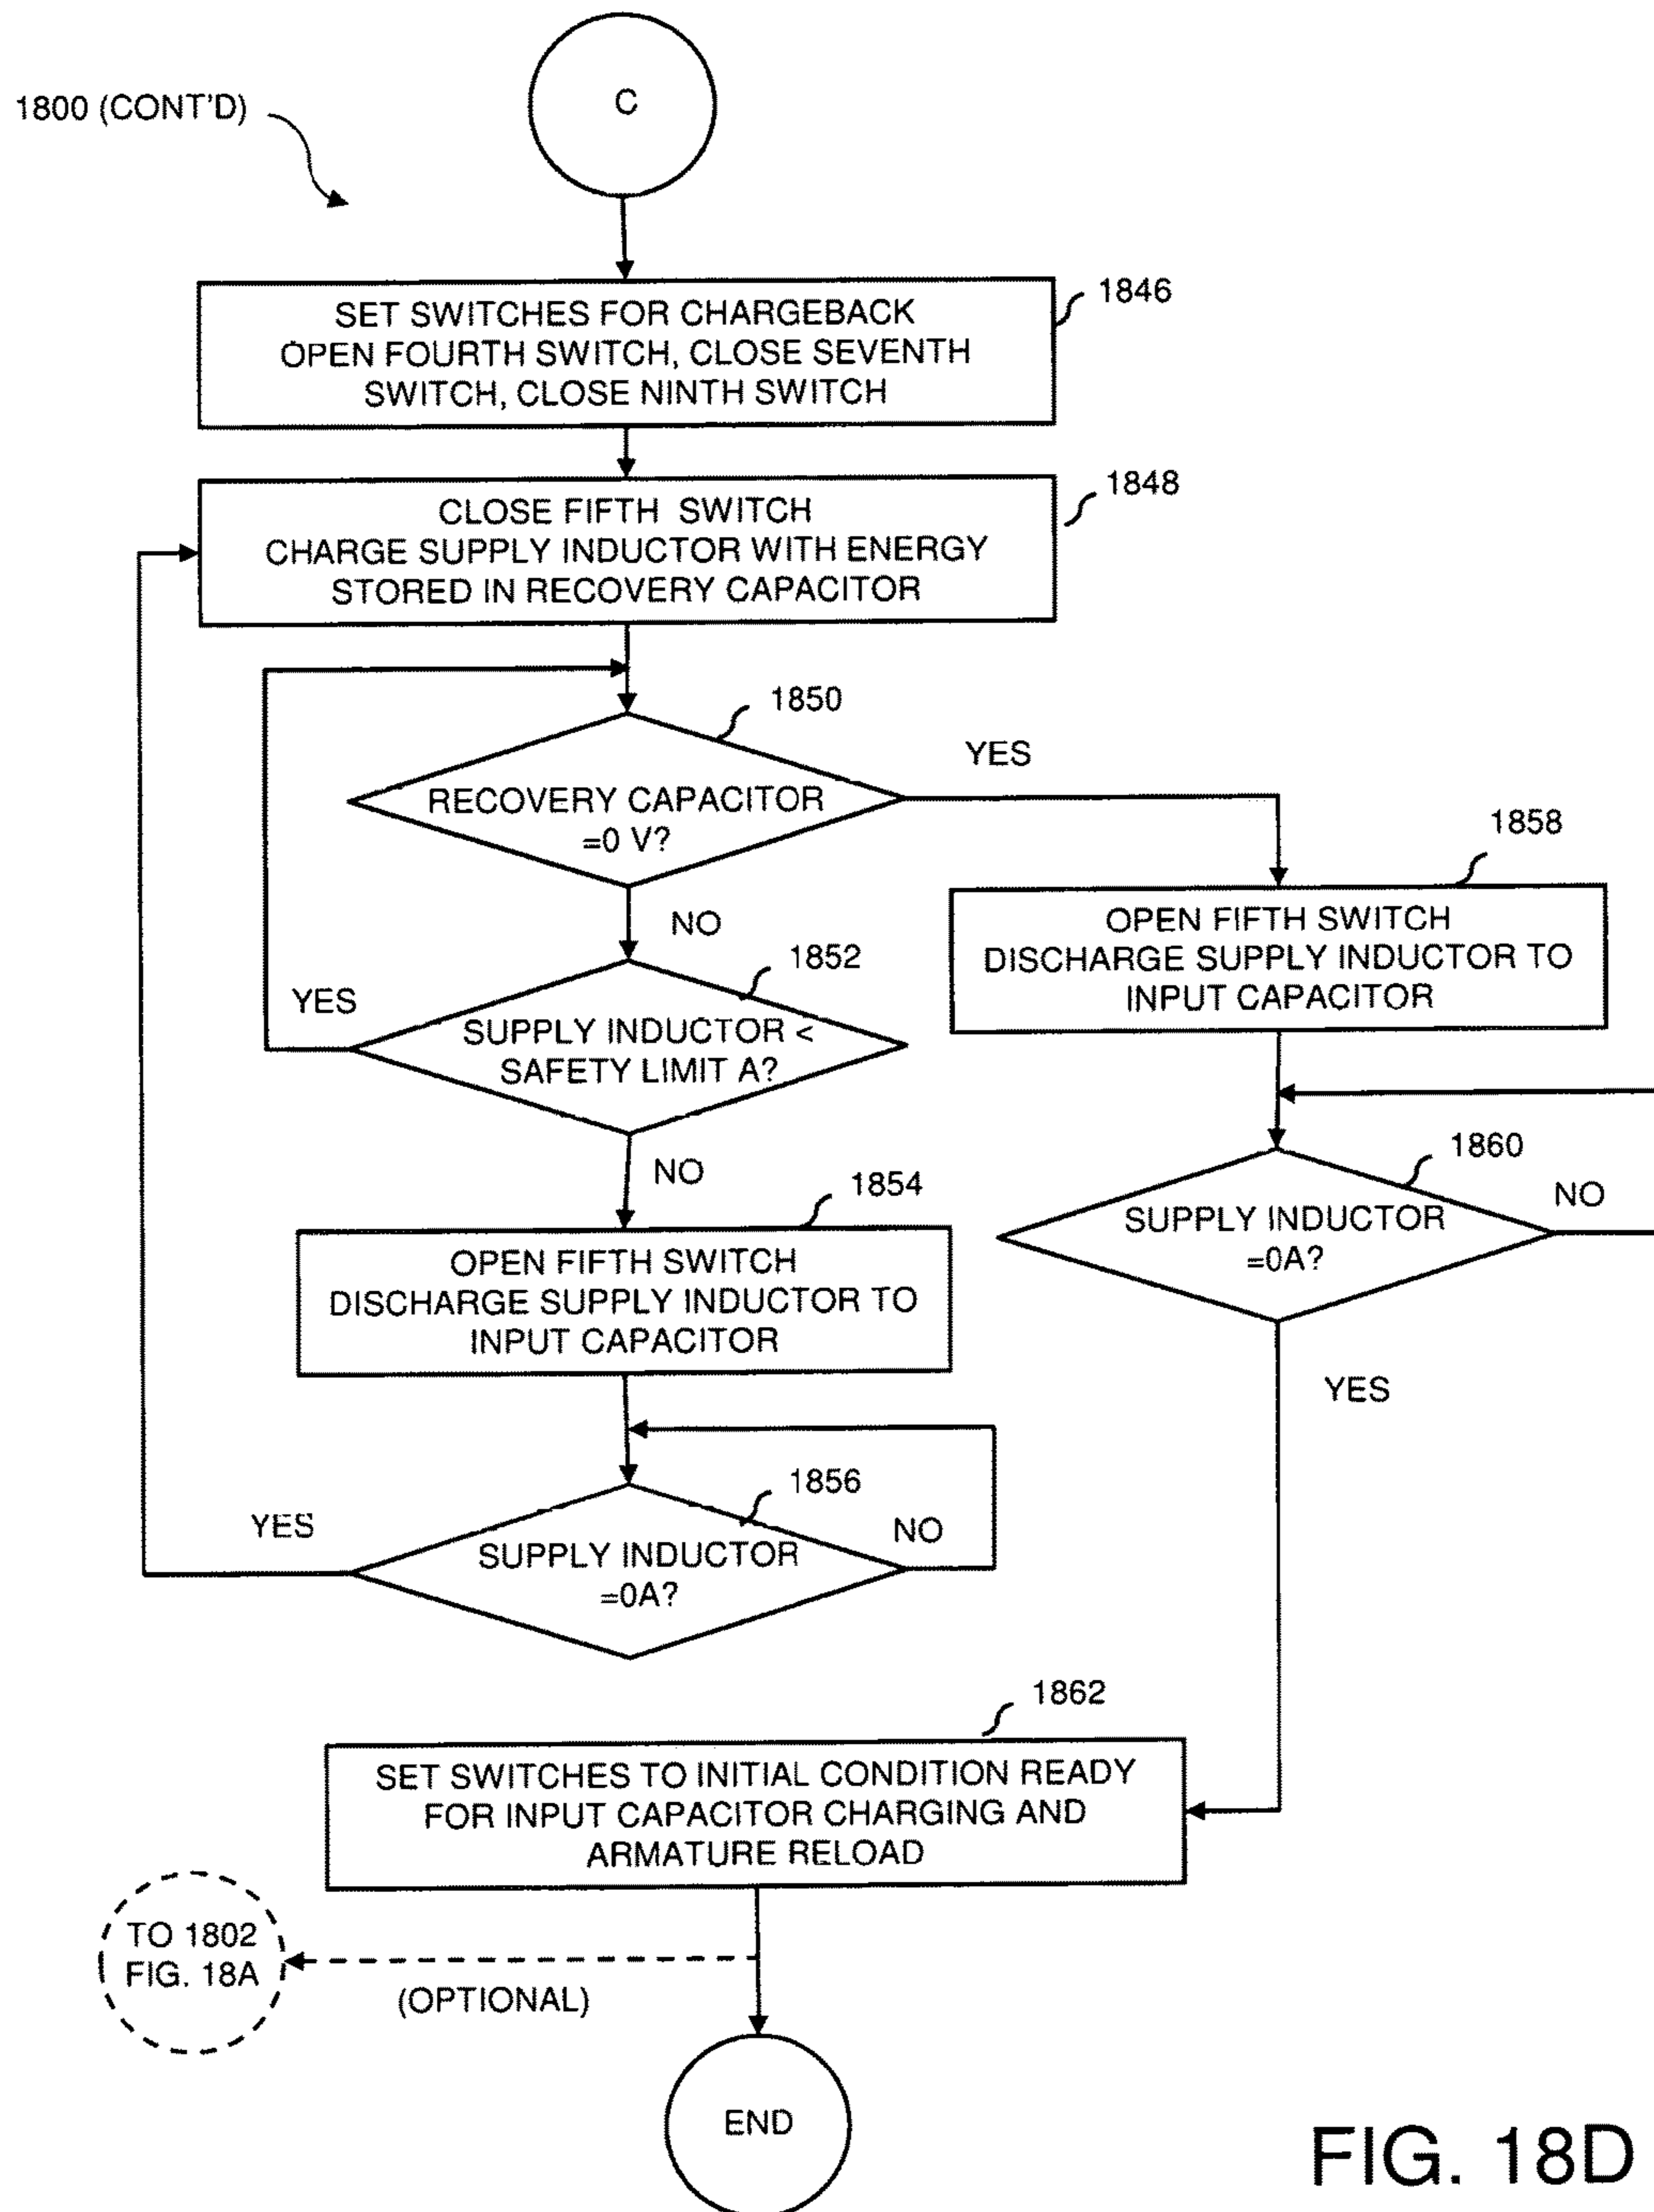 C
1800 (CONT'D)
1846
SET SWITCHES FOR CHARGEBACK
OPEN FOURTH SWITCH, CLOSE SEVENTH
SWITCH, CLOSE NINTH SWITCH
1848
CLOSE FIFTH SWITCH
CHARGE SUPPLY INDUCTOR WITH ENERGY
STORED IN RECOVERY CAPACITOR
1850
YES
RECOVERY CAPACITOR
=0 V?
NO
1858
OPEN FIFTH SWITCH
DISCHARGE SUPPLY INDUCTOR TO
INPUT CAPACITOR
1852
YES
SUPPLY INDUCTOR <
SAFETY LIMIT A?
NO
1860
NO
SUPPLY INDUCTOR
=0A?
YES
1854
OPEN FIFTH SWITCH
DISCHARGE SUPPLY INDUCTOR TO
INPUT CAPACITOR
1856
YES
NO
SUPPLY INDUCTOR
=0A?
1862
SET SWITCHES TO INITIAL CONDITION READY
FOR INPUT CAPACITOR CHARGING AND
ARMATURE RELOAD
TO 1802
FIG. 18A
(OPTIONAL)
END
FIG. 18D